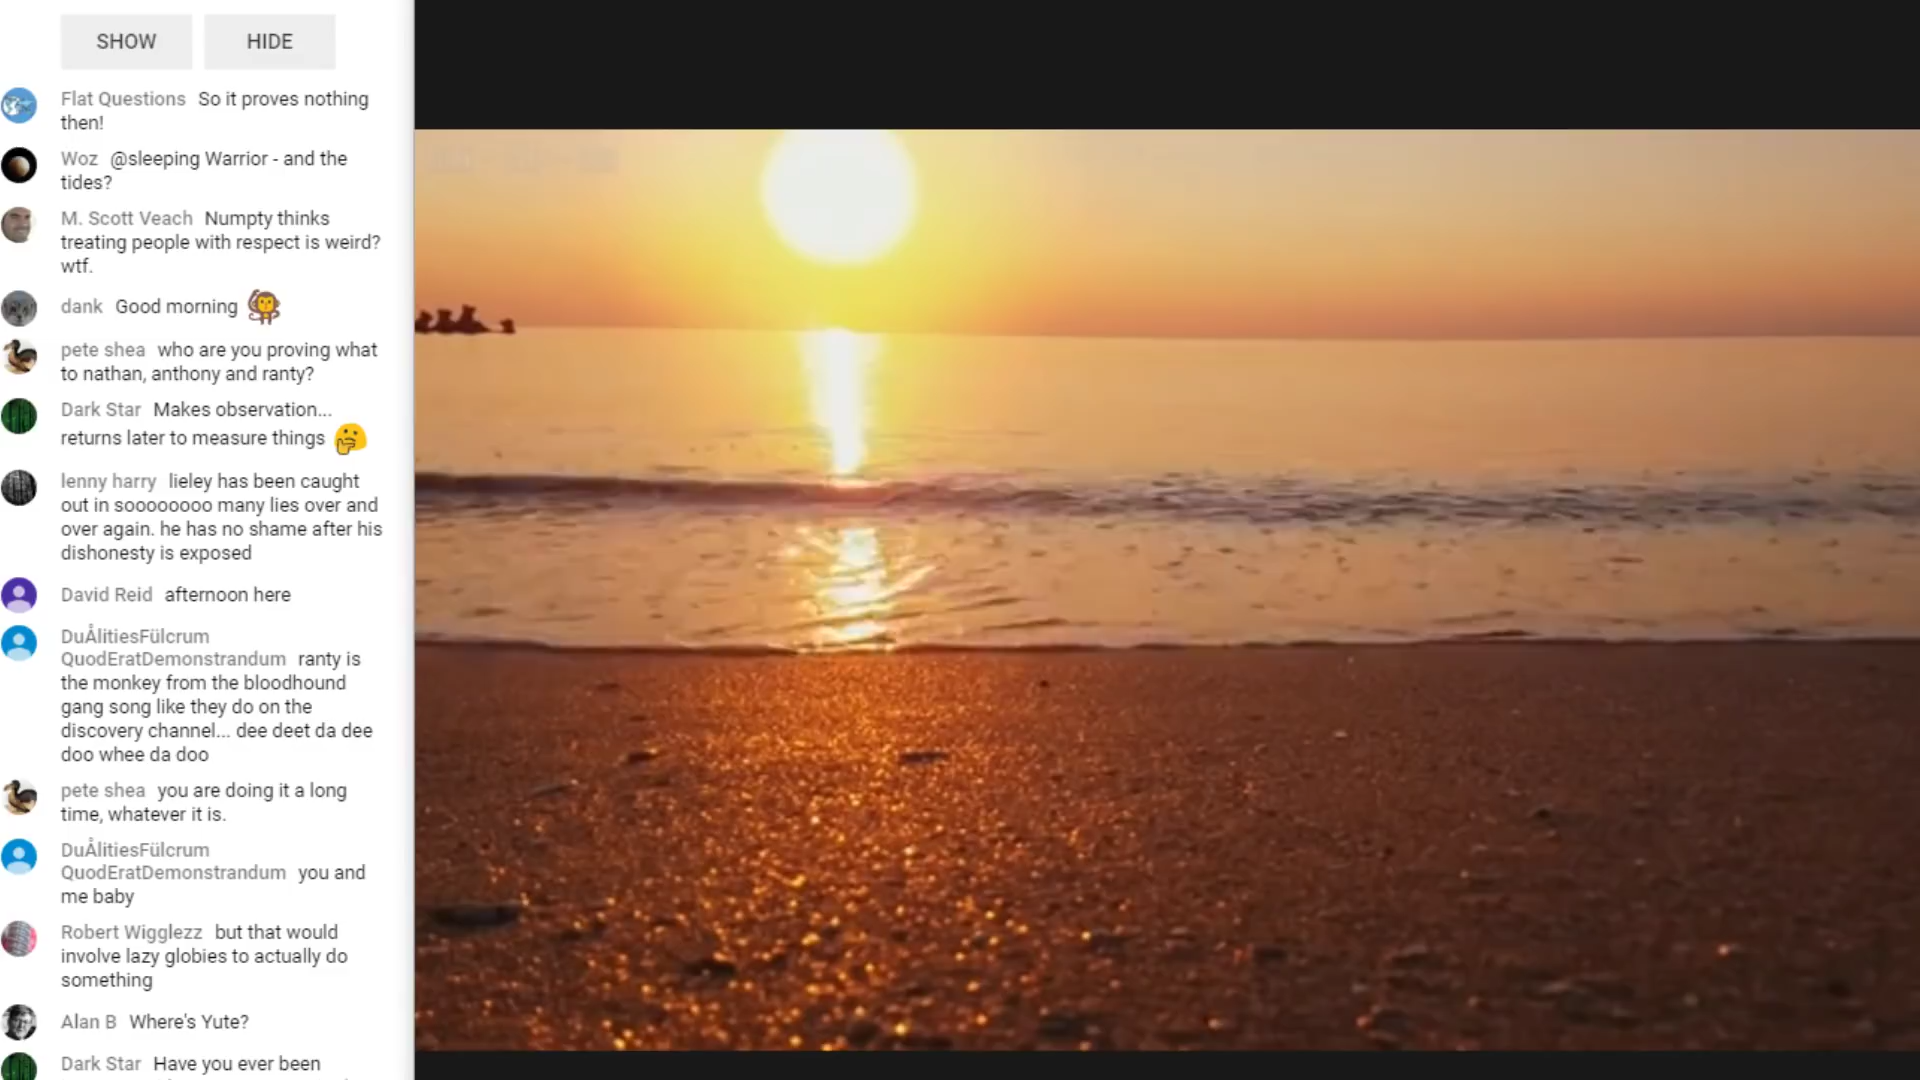 SHOW HIDE
Flat Questions So it proves nothing
then!
Woz @sleeping Warrior - and the
tides?
M. Scott Veach Numpty thinks
treating people with respect is weird?
wtf.
dank Good morning
pete shea who are you proving what
to nathan, anthony and ranty?
Dark Star Makes observation...
returns later to measure things
lenny harry lieley has been caught
out in soooooooo many lies over and
over again. he has no shame after his
dishonesty is exposed
David Reid afternoon here
DuÅlitiesFülcrum
QuodEratDemonstrandum ranty is
the monkey from the bloodhound
gang song like they do on the
discovery channel... dee deet da dee
doo whee da doo
pete shea you are doing it a long
time, whatever it is.
DuÅlitiesFülcrum
QuodEratDemonstrandum you and
me baby
Robert Wigglezz but that would
involve lazy globies to actually do
something
Alan B Where's Yute?
Dark Star Have you ever been